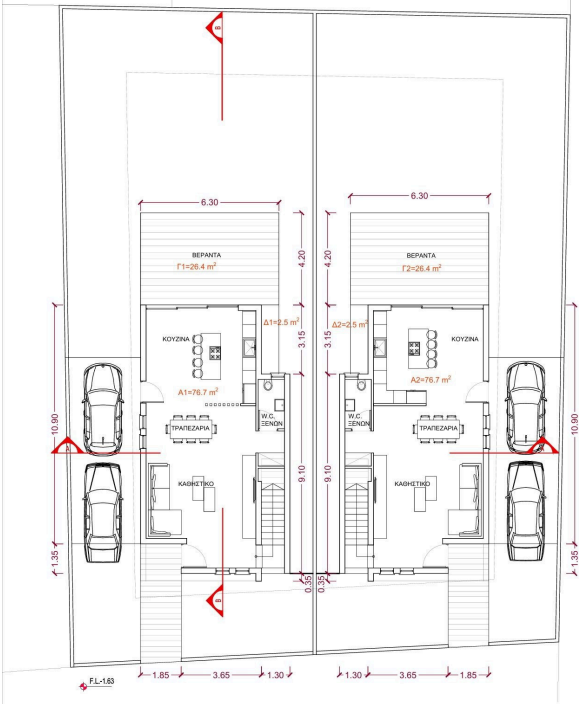 B
6.30
6.30
4.20
4.20
ΒΕΡΑΝΤΑ
Γ1=26.4 m²
ΒΕΡΑΝΤΑ
Γ2=26.4 m²
Δ1=2.5 m²
Δ2=2.5 m²
3.15
3.15
ΚΟΥΖΙΝΑ
ΚΟΥΖΙΝΑ
A1=76.7 m²
A2=76.7 m²
W.C.
ΞΕΝΩΝ
W.C.
ΞΕΝΩΝ
10.90
10.90
ΤΡΑΠΕΖΑΡΙΑ
ΤΡΑΠΕΖΑΡΙΑ
9.10
9.10
ΚΑΘΗΣΤΙΚΟ
ΚΑΘΗΣΤΙΚΟ
1.35
1.35
0.35
0.35
B
1.85
3.65
1.30
1.30
3.65
1.85
F.L.-1.63